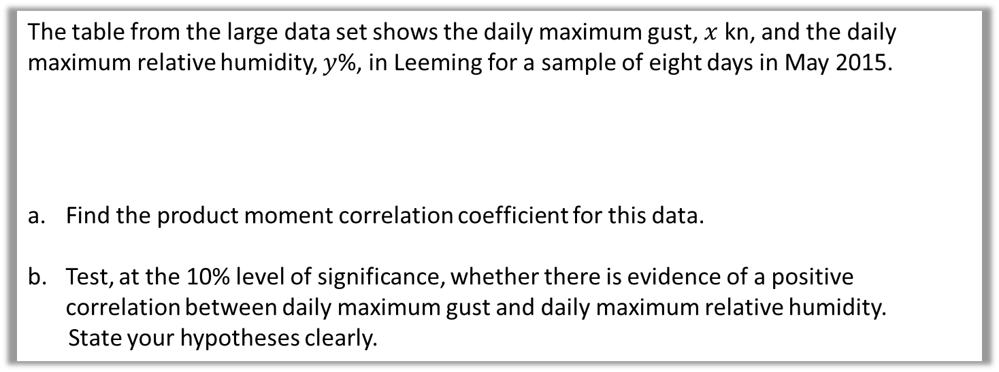 The table from the large data set shows the daily maximum gust, x kn, and the daily
maximum relative humidity, y%, in Leeming for a sample of eight days in May 2015.
a. Find the product moment correlation coefficient for this data.
b. Test, at the 10% level of significance, whether there is evidence of a positive
correlation between daily maximum gust and daily maximum relative humidity.
State your hypotheses clearly.